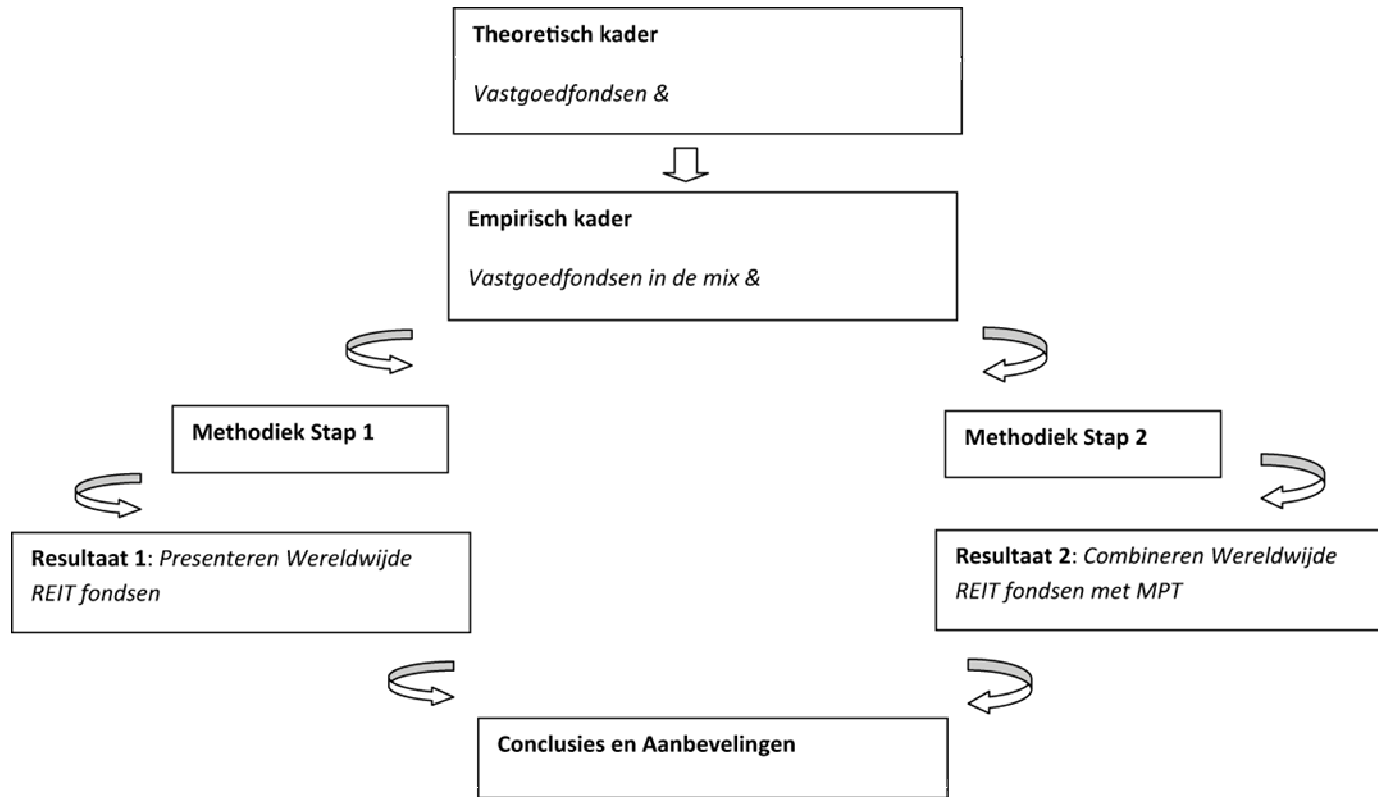 Theoretisch kader
Vastgoedfondsen &
Empirisch kader
Vastgoedfondsen in de mix &
Methodiek Stap 1
Methodiek Stap 2
Resultaat 1: Presenteren Wereldwijde
REIT fondsen
Resultaat 2: Combineren Wereldwijde
REIT fondsen met MPT
Conclusies en Aanbevelingen